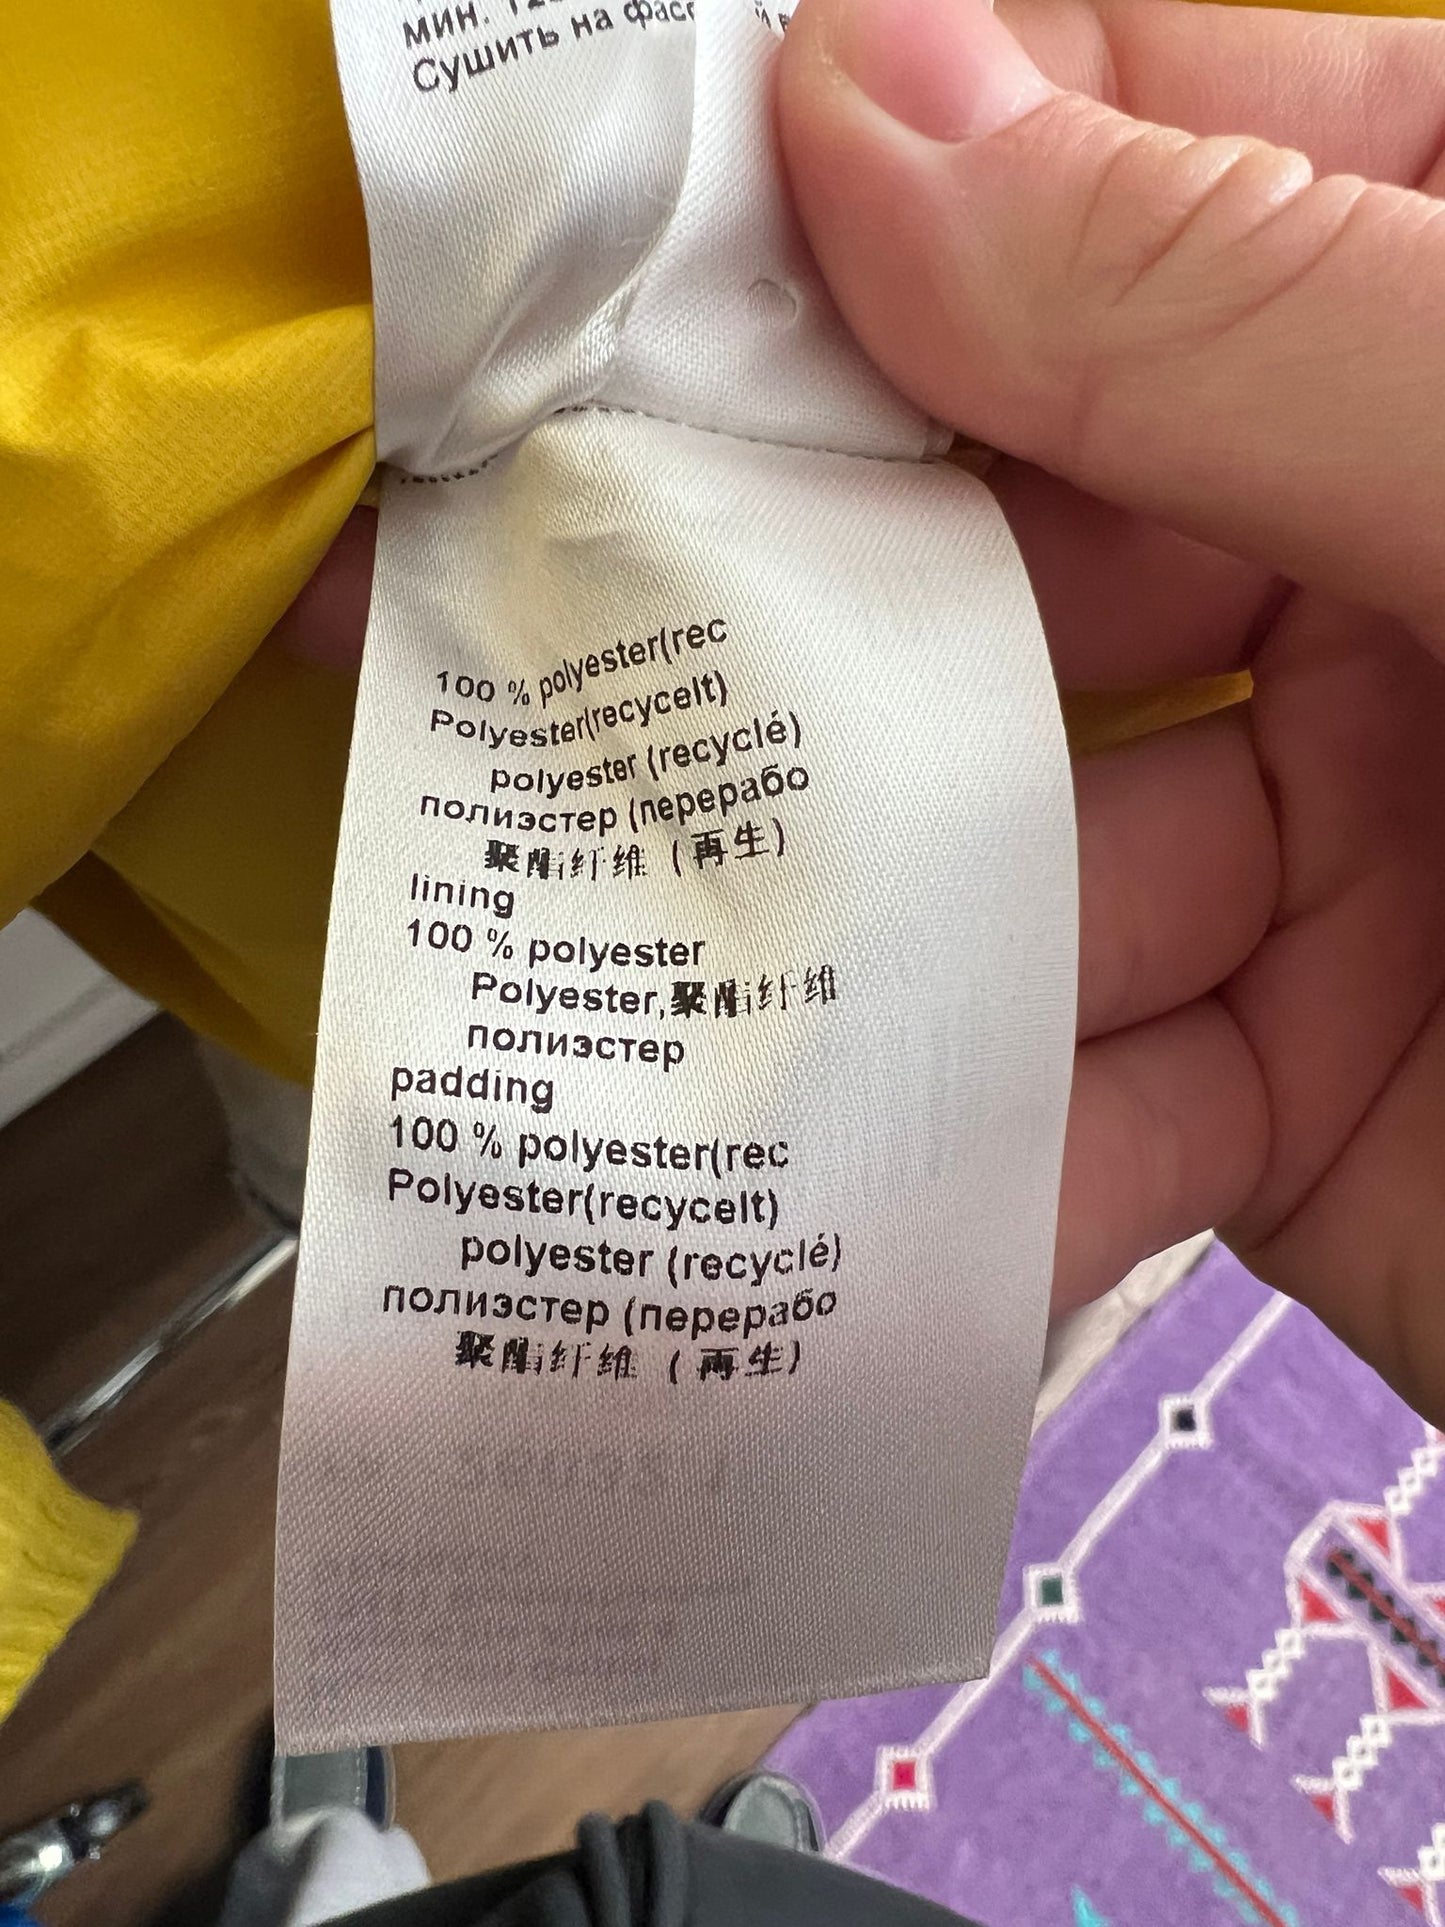 мин.
Сушить на
100 % polyester(rec
Polyester(recycelt)
polyester (recyclé)
полиэстер (перерабо
聚酯纤维 (再生)
lining
100 % polyester
Polyester,聚酯纤维
полиэстер
padding
100 % polyester(rec
Polyester(recycelt)
polyester (recyclé)
полиэстер (перерабо
聚酯纤维 (再生)